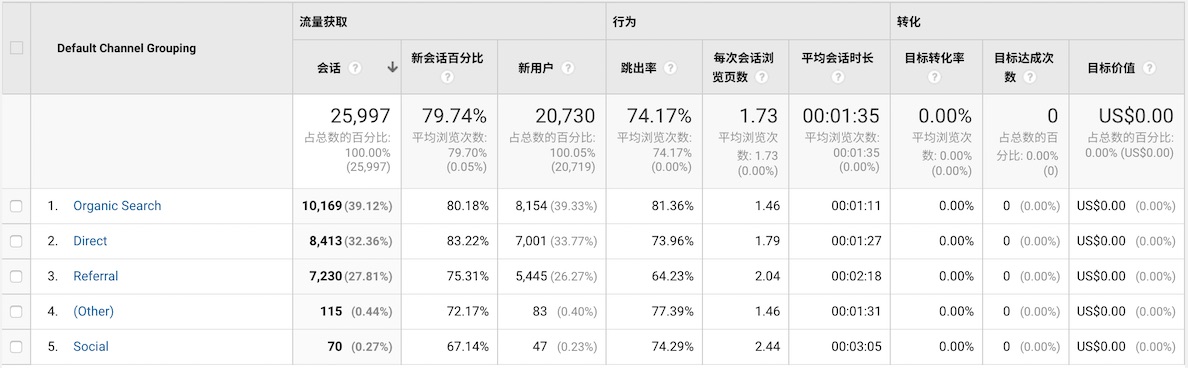 流量获取 行为 转化
Default Channel Grouping
会话 ? ↓ 新会话百分比 ? 新用户 ? 跳出率 ? 每次会话浏览页数 ? 平均会话时长 ? 目标转化率 ? 目标达成次数 ? 目标价值 ?
25,997 79.74% 20,730 74.17% 1.73 00:01:35 0.00% 0 US$0.00
占总数的百分比: 平均浏览次数: 占总数的百分比: 平均浏览次数: 平均浏览次 平均浏览次数: 平均浏览次 占总数的百 占总数的百分比:
100.00% 79.70% 100.05% 74.17% 数: 1.73 00:01:35 数: 0.00% 分比: 0.00% 0.00% (US$0.00)
(25,997) (0.05%) (20,719) (0.00%) (0.00%) (0.00%) (0.00%) (0)
1. Organic Search 10,169 (39.12%) 80.18% 8,154 (39.33%) 81.36% 1.46 00:01:11 0.00% 0 (0.00%) US$0.00 (0.00%)
2. Direct 8,413 (32.36%) 83.22% 7,001 (33.77%) 73.96% 1.79 00:01:27 0.00% 0 (0.00%) US$0.00 (0.00%)
3. Referral 7,230 (27.81%) 75.31% 5,445 (26.27%) 64.23% 2.04 00:02:18 0.00% 0 (0.00%) US$0.00 (0.00%)
4. (Other) 115 (0.44%) 72.17% 83 (0.40%) 77.39% 1.46 00:01:31 0.00% 0 (0.00%) US$0.00 (0.00%)
5. Social 70 (0.27%) 67.14% 47 (0.23%) 74.29% 2.44 00:03:05 0.00% 0 (0.00%) US$0.00 (0.00%)